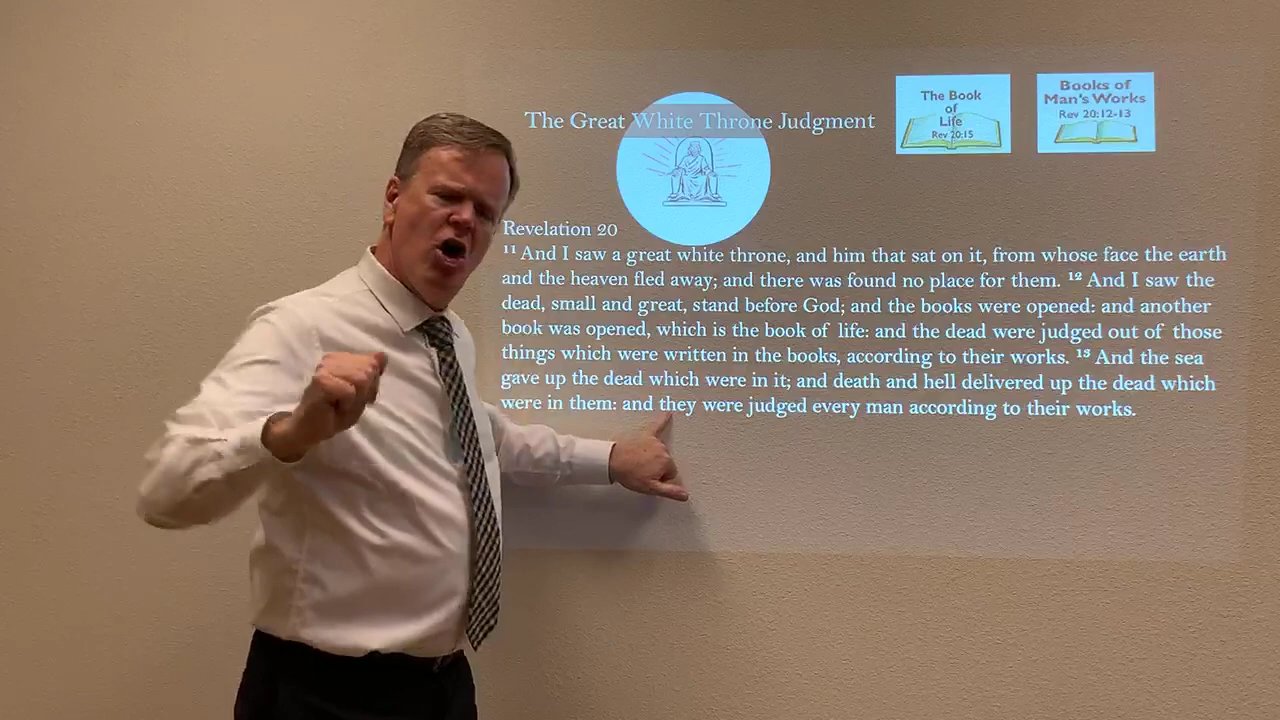 The Great White Throne Judgment
The Book
of
Life
Rev 20:15
Books of
Man's Works
Rev 20:12-13
Revelation 20
¹¹ And I saw a great white throne, and him that sat on it, from whose face the earth
and the heaven fled away; and there was found no place for them. ¹² And I saw the
dead, small and great, stand before God; and the books were opened: and another
book was opened, which is the book of life: and the dead were judged out of those
things which were written in the books, according to their works. ¹³ And the sea
gave up the dead which were in it; and death and hell delivered up the dead which
were in them: and they were judged every man according to their works.